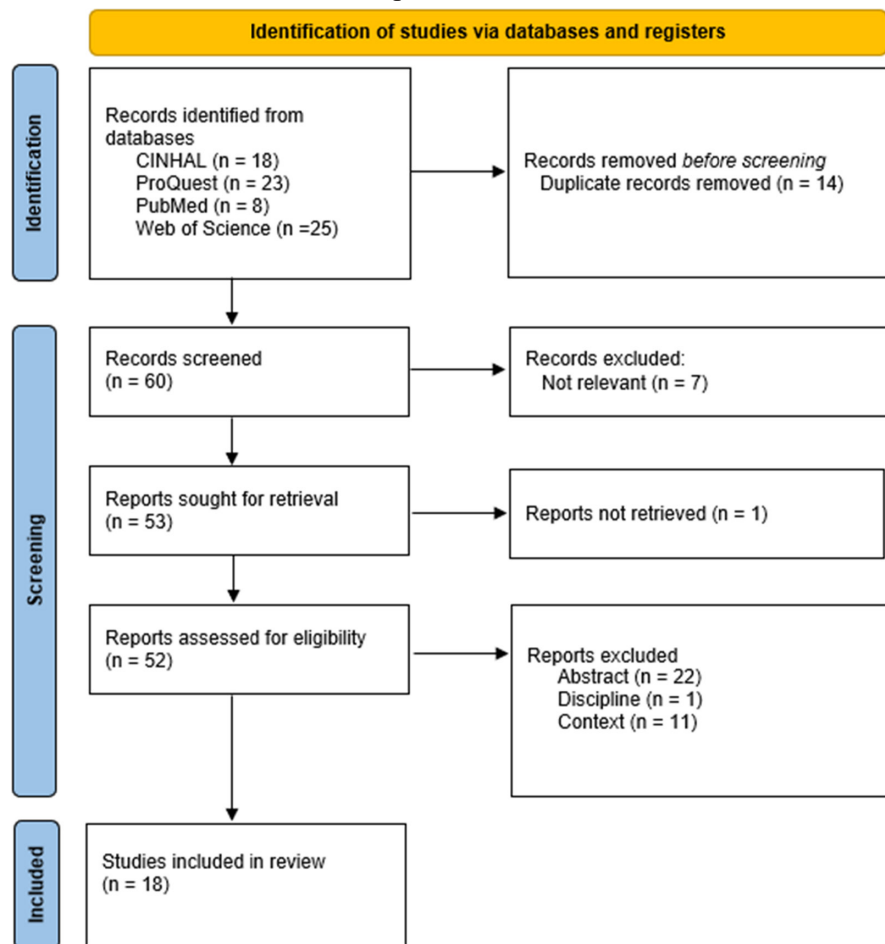 Identification of studies via databases and registers
Identification
Records identified from
databases
CINHAL (n = 18)
ProQuest (n = 23)
PubMed (n = 8)
Web of Science (n =25)
Records removed before screening
Duplicate records removed (n = 14)
Screening
Records screened
(n = 60)
Records excluded:
Not relevant (n = 7)
Reports sought for retrieval
(n = 53)
Reports not retrieved (n = 1)
Reports assessed for eligibility
(n = 52)
Reports excluded
Abstract (n = 22)
Discipline (n = 1)
Context (n = 11)
Included
Studies included in review
(n = 18)